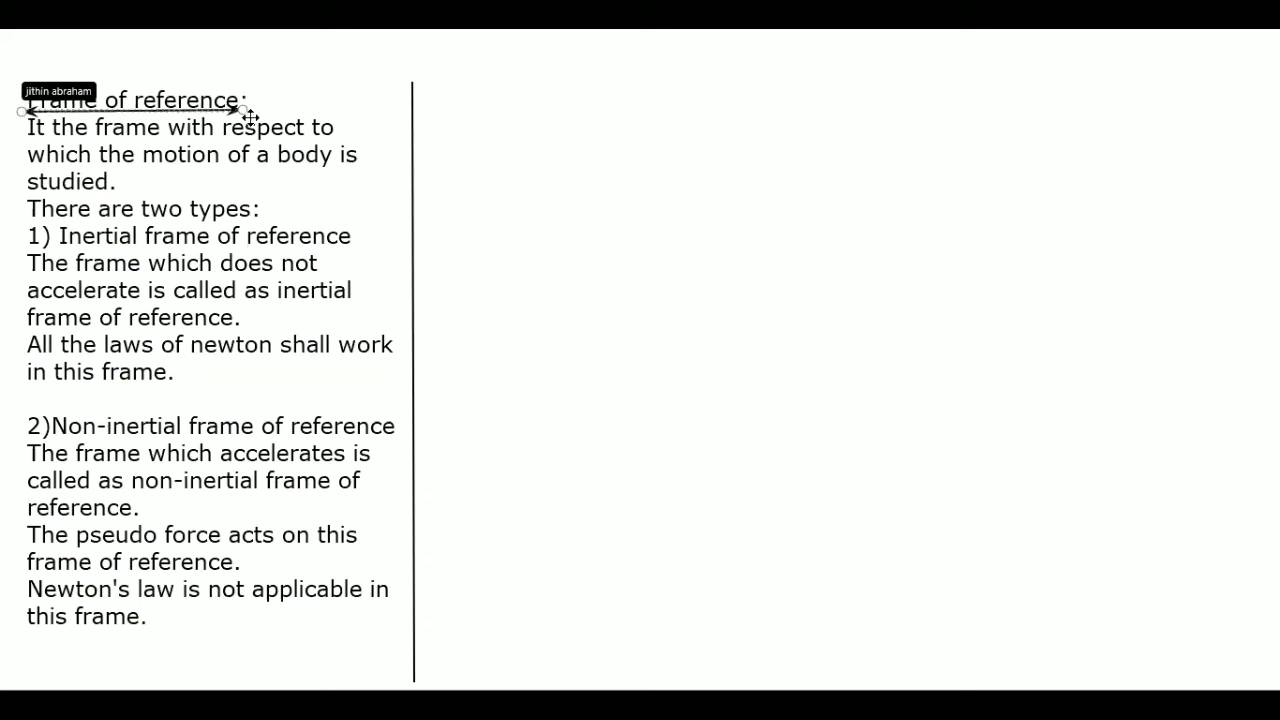 jithin abraham
Frame of reference:
It the frame with respect to
which the motion of a body is
studied.
There are two types:
1) Inertial frame of reference
The frame which does not
accelerate is called as inertial
frame of reference.
All the laws of newton shall work
in this frame.
2)Non-inertial frame of reference
The frame which accelerates is
called as non-inertial frame of
reference.
The pseudo force acts on this
frame of reference.
Newton's law is not applicable in
this frame.